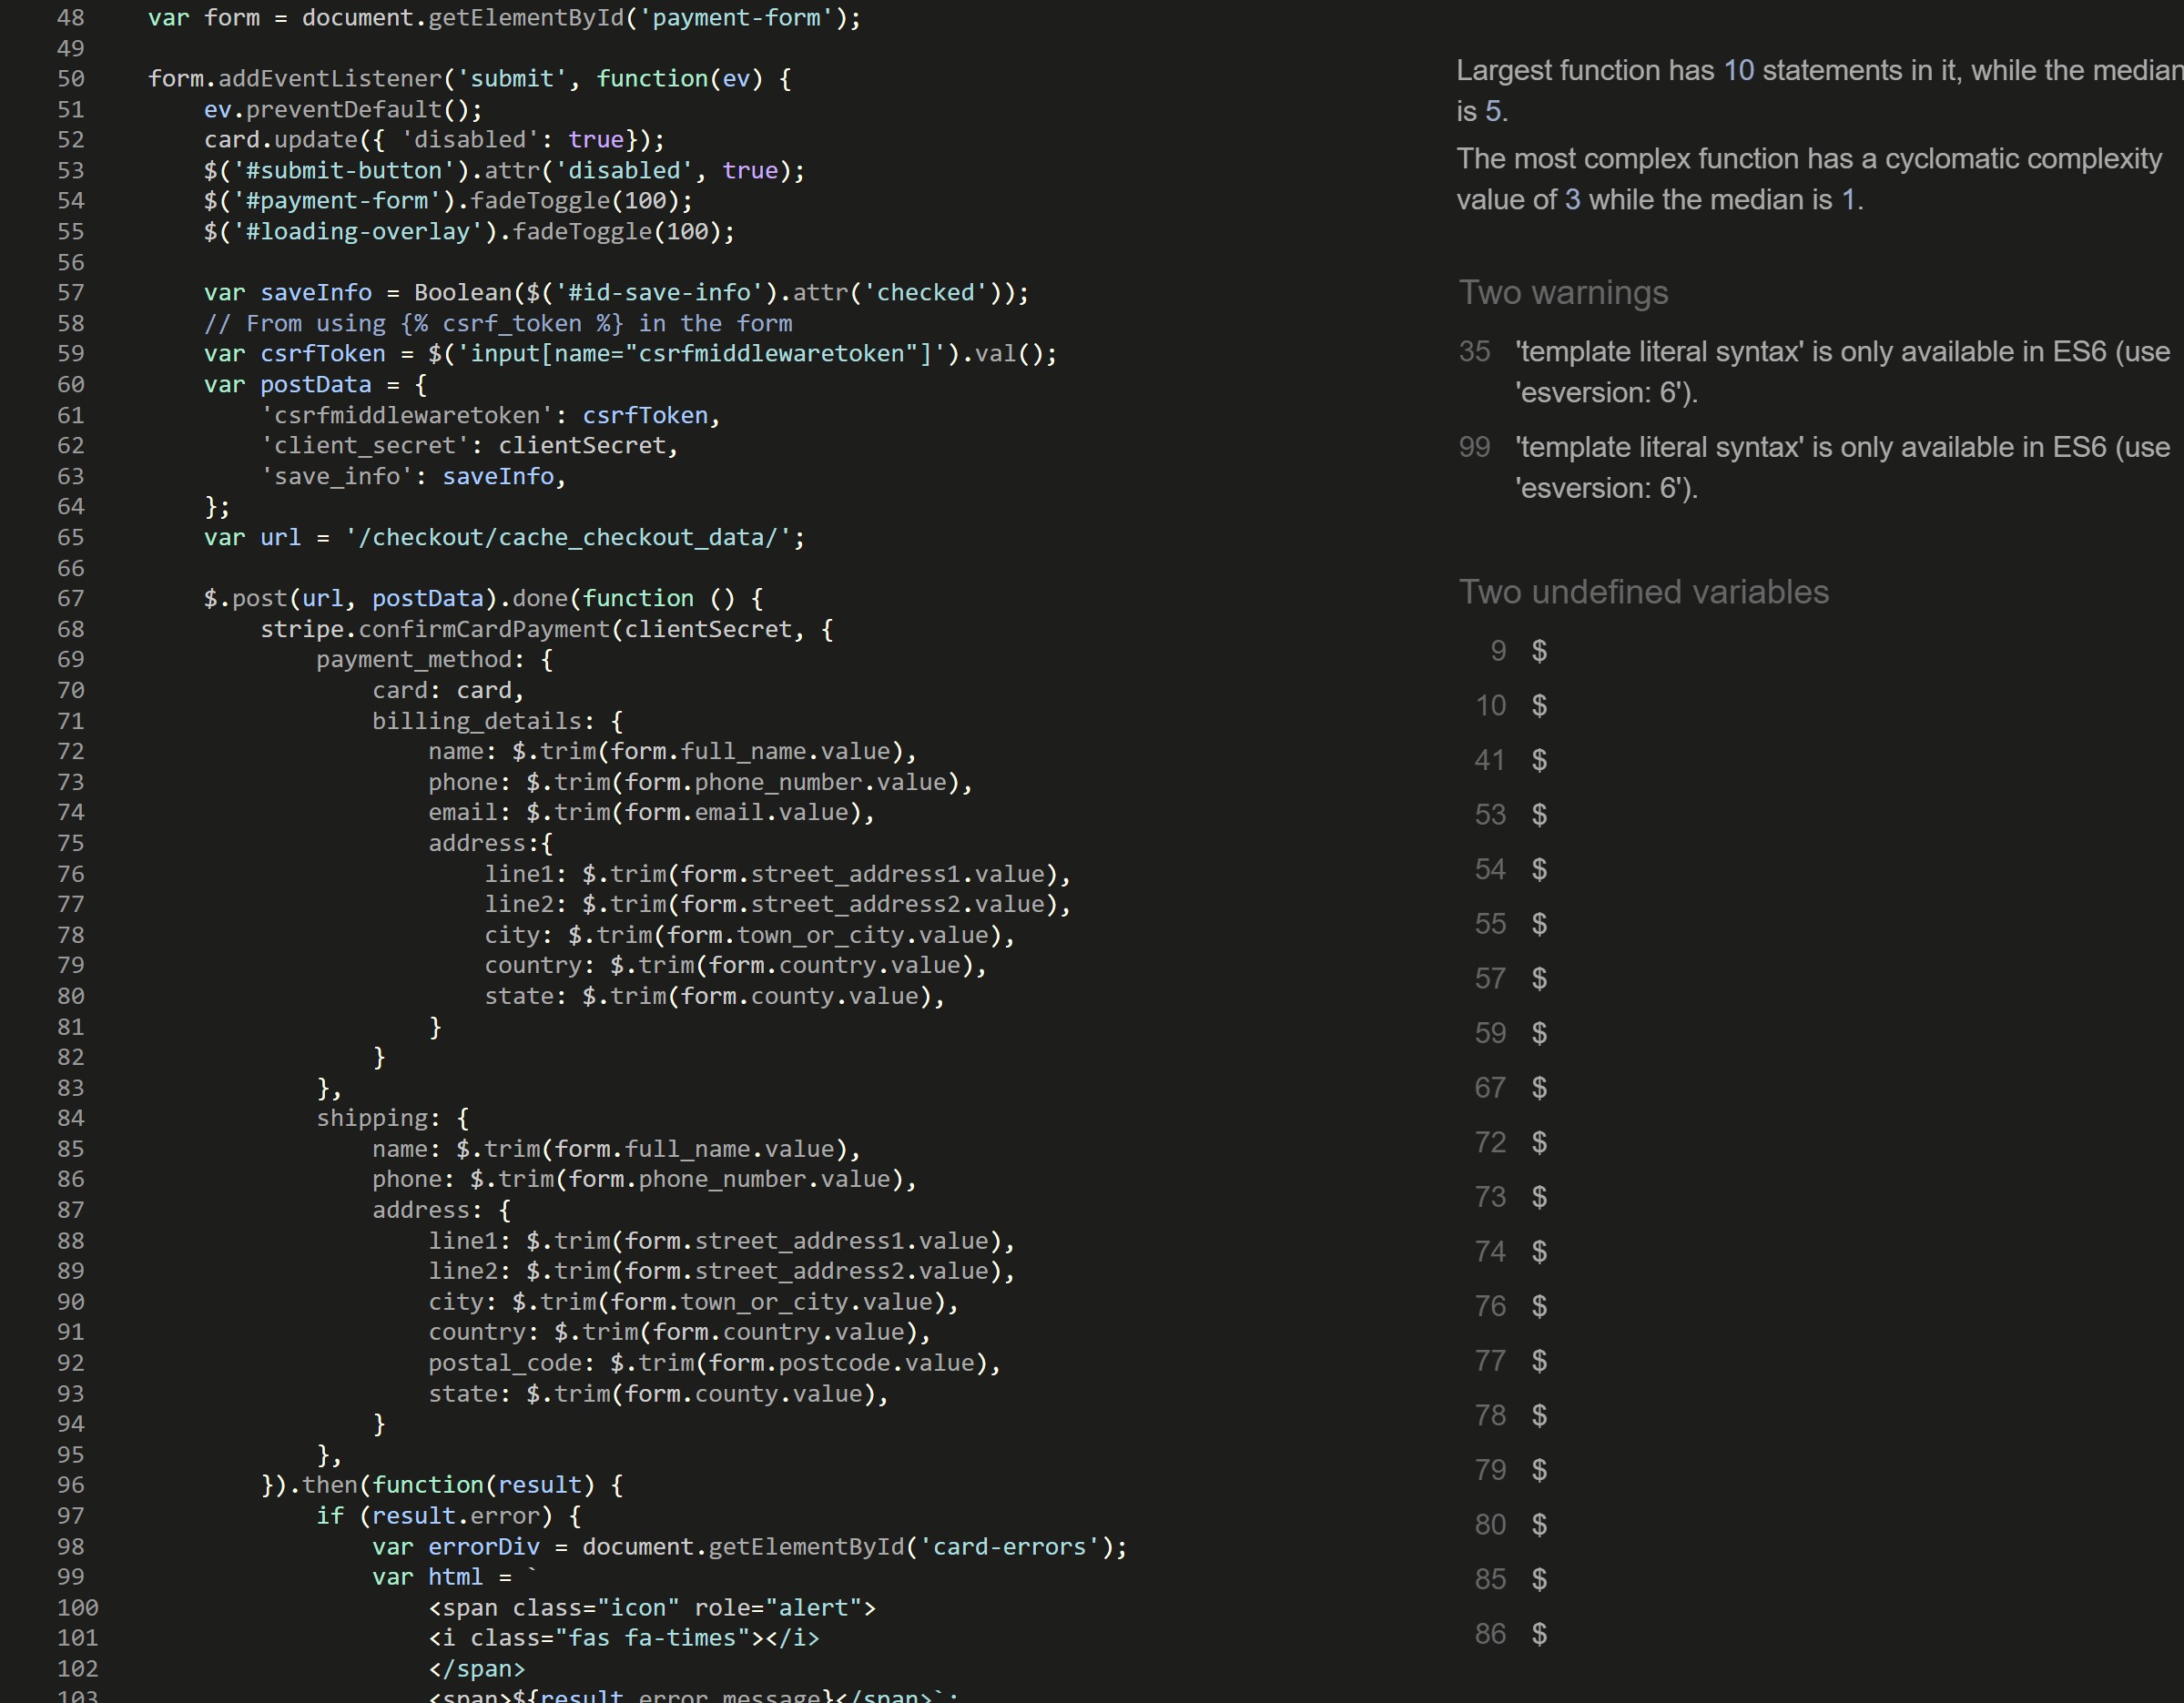 48 var form = document.getElementById('payment-form');
49
50 form.addEventListener('submit', function(ev) {
51 ev.preventDefault();
52 card.update({ 'disabled': true});
53 $('#submit-button').attr('disabled', true);
54 $('#payment-form').fadeToggle(100);
55 $('#loading-overlay').fadeToggle(100);
56
57 var saveInfo = Boolean($('#id-save-info').attr('checked'));
58 // From using {% csrf_token %} in the form
59 var csrfToken = $('input[name="csrfmiddlewaretoken"]').val();
60 var postData = {
61 'csrfmiddlewaretoken': csrfToken,
62 'client_secret': clientSecret,
63 'save_info': saveInfo,
64 };
65 var url = '/checkout/cache_checkout_data/';
66
67 $.post(url, postData).done(function () {
68 stripe.confirmCardPayment(clientSecret, {
69 payment_method: {
70 card: card,
71 billing_details: {
72 name: $.trim(form.full_name.value),
73 phone: $.trim(form.phone_number.value),
74 email: $.trim(form.email.value),
75 address:{
76 line1: $.trim(form.street_address1.value),
77 line2: $.trim(form.street_address2.value),
78 city: $.trim(form.town_or_city.value),
79 country: $.trim(form.country.value),
80 state: $.trim(form.county.value),
81 }
82 }
83 },
84 shipping: {
85 name: $.trim(form.full_name.value),
86 phone: $.trim(form.phone_number.value),
87 address: {
88 line1: $.trim(form.street_address1.value),
89 line2: $.trim(form.street_address2.value),
90 city: $.trim(form.town_or_city.value),
91 country: $.trim(form.country.value),
92 postal_code: $.trim(form.postcode.value),
93 state: $.trim(form.county.value),
94 }
95 },
96 }).then(function(result) {
97 if (result.error) {
98 var errorDiv = document.getElementById('card-errors');
99 var html = `
100 <span class="icon" role="alert">
101 <i class="fas fa-times"></i>
102 </span>
103 <span>${result.error.message}</span>`;
Largest function has 10 statements in it, while the median
is 5.
The most complex function has a cyclomatic complexity
value of 3 while the median is 1.
Two warnings
35 'template literal syntax' is only available in ES6 (use
'esversion: 6').
99 'template literal syntax' is only available in ES6 (use
'esversion: 6').
Two undefined variables
9 $
10 $
41 $
53 $
54 $
55 $
57 $
59 $
67 $
72 $
73 $
74 $
76 $
77 $
78 $
79 $
80 $
85 $
86 $